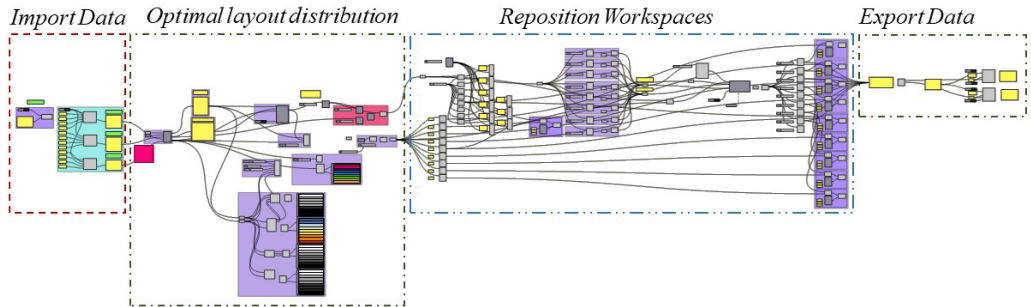 Import Data
Optimal layout distribution
Reposition Workspaces
Export Data